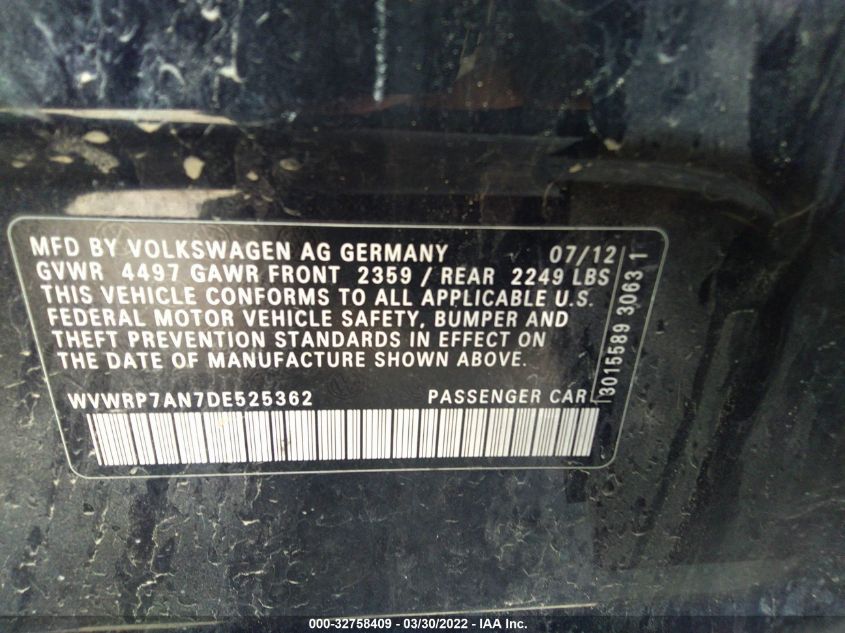 MFD BY VOLKSWAGEN AG GERMANY 07/12
GVWR 4497 GAWR FRONT 2359 / REAR 2249 LBS
THIS VEHICLE CONFORMS TO ALL APPLICABLE U.S.
FEDERAL MOTOR VEHICLE SAFETY, BUMPER AND
THEFT PREVENTION STANDARDS IN EFFECT ON
THE DATE OF MANUFACTURE SHOWN ABOVE.
WVWRP7AN7DE525362 PASSENGER CAR
3015589 3063 1
000-32758409 - 03/30/2022 - IAA Inc.